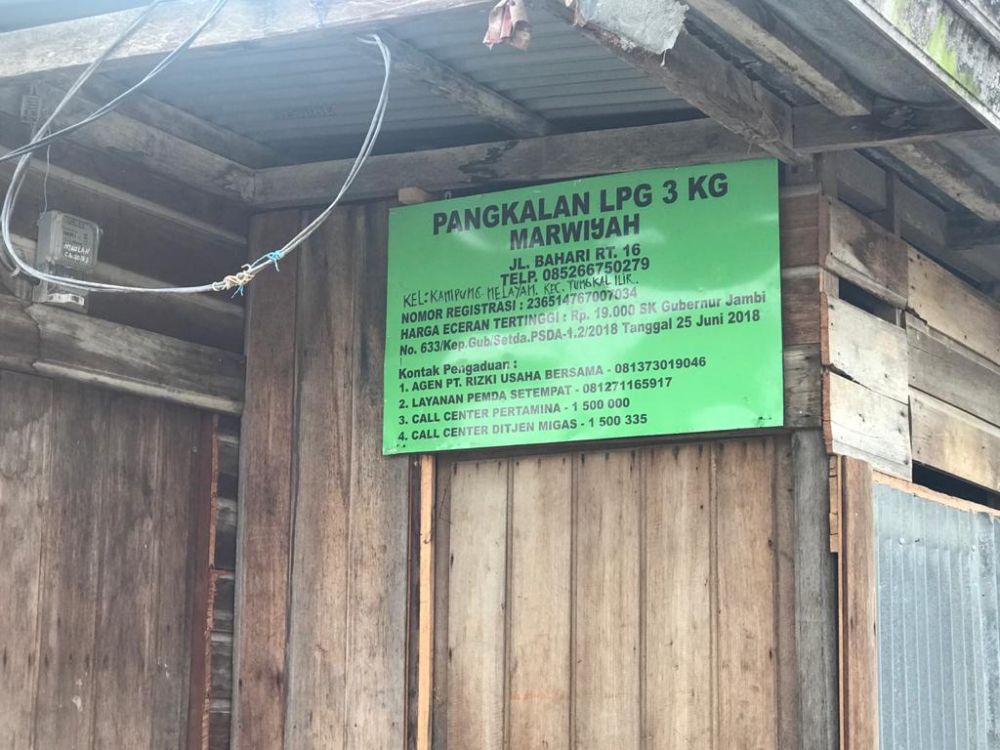 PANGKALAN LPG 3 KG
MARWIYAH
JL. BAHARI RT. 16
TELP. 085266750279
KEL: KAMPUNG MELAYAM. KEC. TUNGKAL ILIR.
NOMOR REGISTRASI : 236514767007034
HARGA ECERAN TERTINGGI : Rp. 19.000 SK Gubernur Jambi
No. 633/Kep.Gub/Setda.PSDA-1.2/2018 Tanggal 25 Juni 2018
Kontak Pengaduan :
1. AGEN PT. RIZKI USAHA BERSAMA - 081373019046
2. LAYANAN PEMDA SETEMPAT - 081271165917
3. CALL CENTER PERTAMINA - 1 500 000
4. CALL CENTER DITJEN MIGAS - 1 500 335